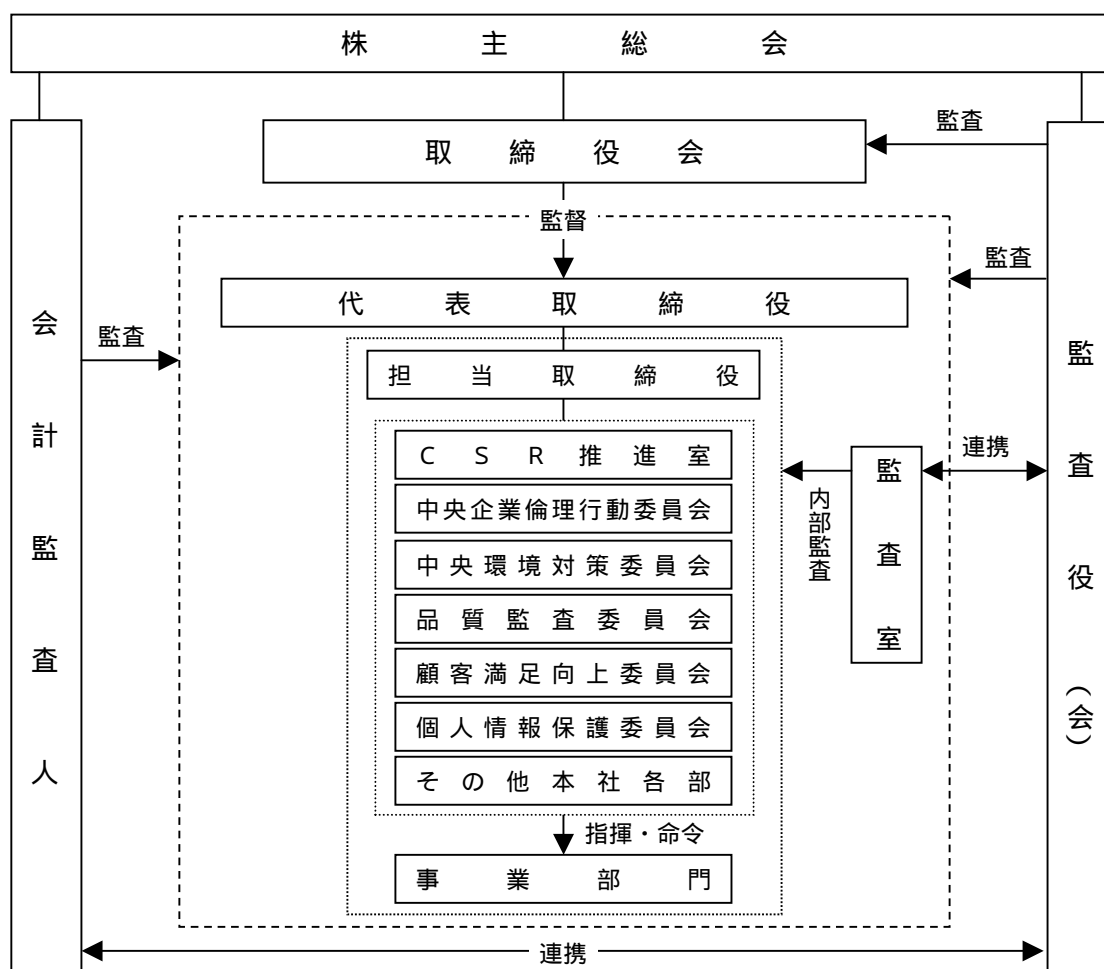 株主総会
取締役会
監査
監督
監査
代表取締役
会計監査人
監査
担当取締役
監査役(会)
CSR推進室
中央企業倫理行動委員会
中央環境対策委員会
品質監査委員会
顧客満足向上委員会
個人情報保護委員会
その他本社各部
内部監査
監査室
連携
指揮・命令
事業部門
連携